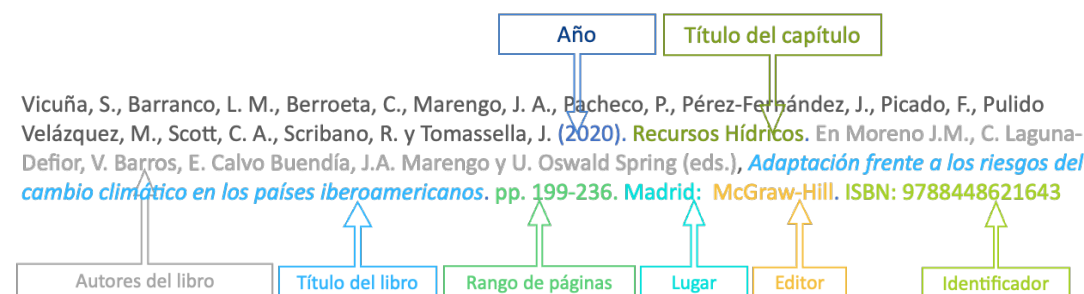 Año Título del capítulo
Vicuña, S., Barranco, L. M., Berroeta, C., Marengo, J. A., Pacheco, P., Pérez-Fernández, J., Picado, F., Pulido
Velázquez, M., Scott, C. A., Scribano, R. y Tomassella, J. (2020). Recursos Hídricos. En Moreno J.M., C. Laguna-
Defior, V. Barros, E. Calvo Buendía, J.A. Marengo y U. Oswald Spring (eds.), Adaptación frente a los riesgos del
cambio climático en los países iberoamericanos. pp. 199-236. Madrid: McGraw-Hill. ISBN: 9788448621643
Autores del libro Título del libro Rango de páginas Lugar Editor Identificador